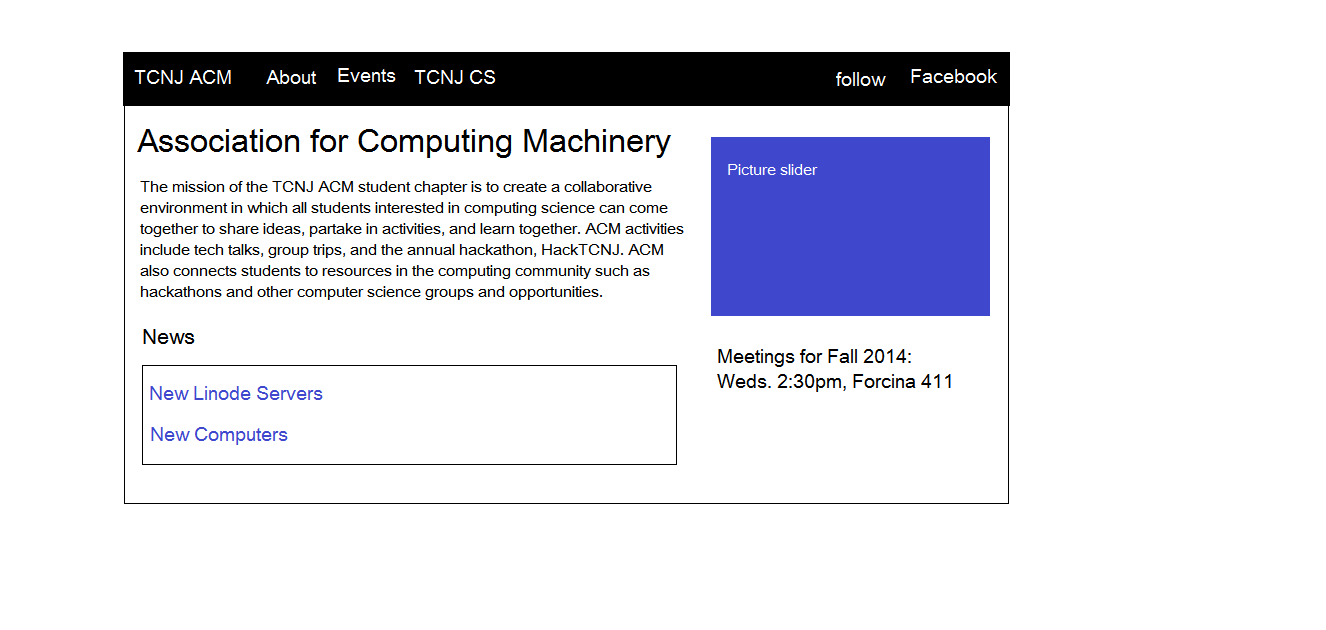 TCNJ ACM About Events TCNJ CS follow Facebook
Association for Computing Machinery
The mission of the TCNJ ACM student chapter is to create a collaborative
environment in which all students interested in computing science can come
together to share ideas, partake in activities, and learn together. ACM activities
include tech talks, group trips, and the annual hackathon, HackTCNJ. ACM
also connects students to resources in the computing community such as
hackathons and other computer science groups and opportunities.
News
New Linode Servers
New Computers
Picture slider
Meetings for Fall 2014:
Weds. 2:30pm, Forcina 411